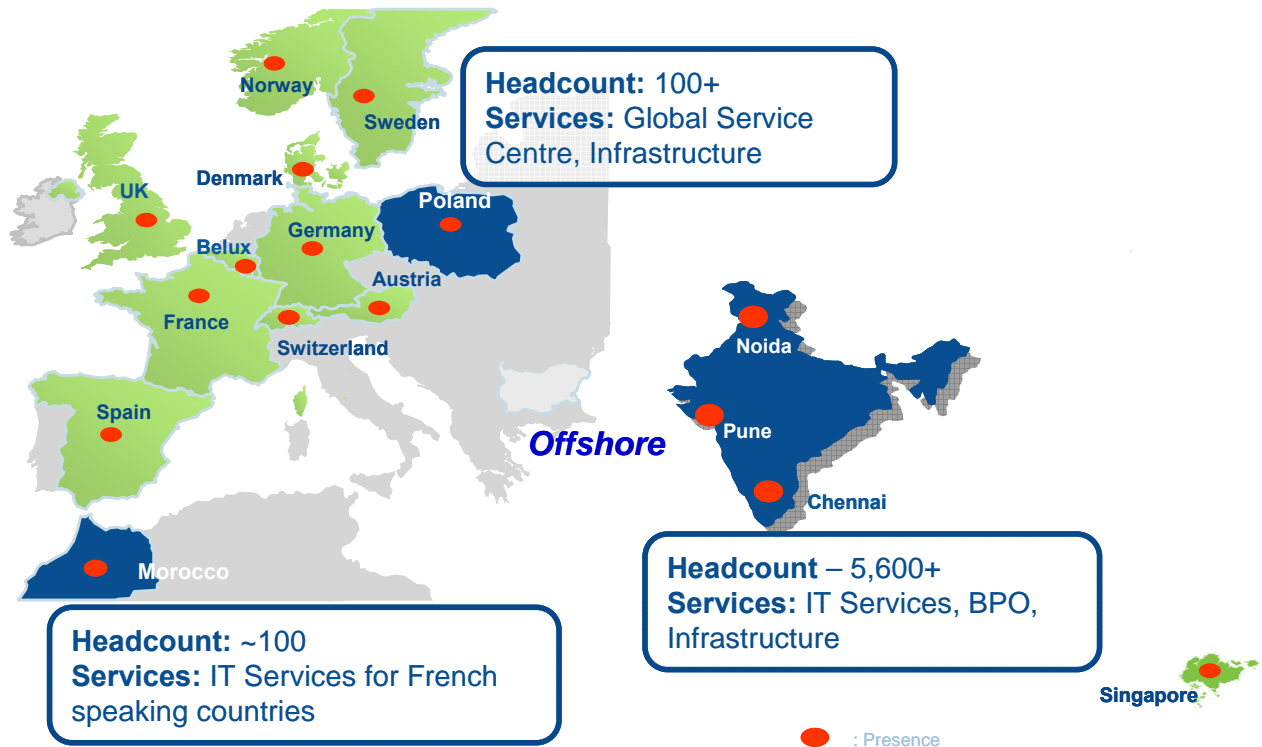 Norway
Sweden
Headcount: 100+
Services: Global Service
Centre, Infrastructure
Denmark
UK
Poland
Germany
Belux
Austria
France
Switzerland
Noida
Spain
Pune
Offshore
Chennai
Morocco
Headcount – 5,600+
Services: IT Services, BPO,
Infrastructure
Headcount: ~100
Services: IT Services for French
speaking countries
Singapore
: Presence